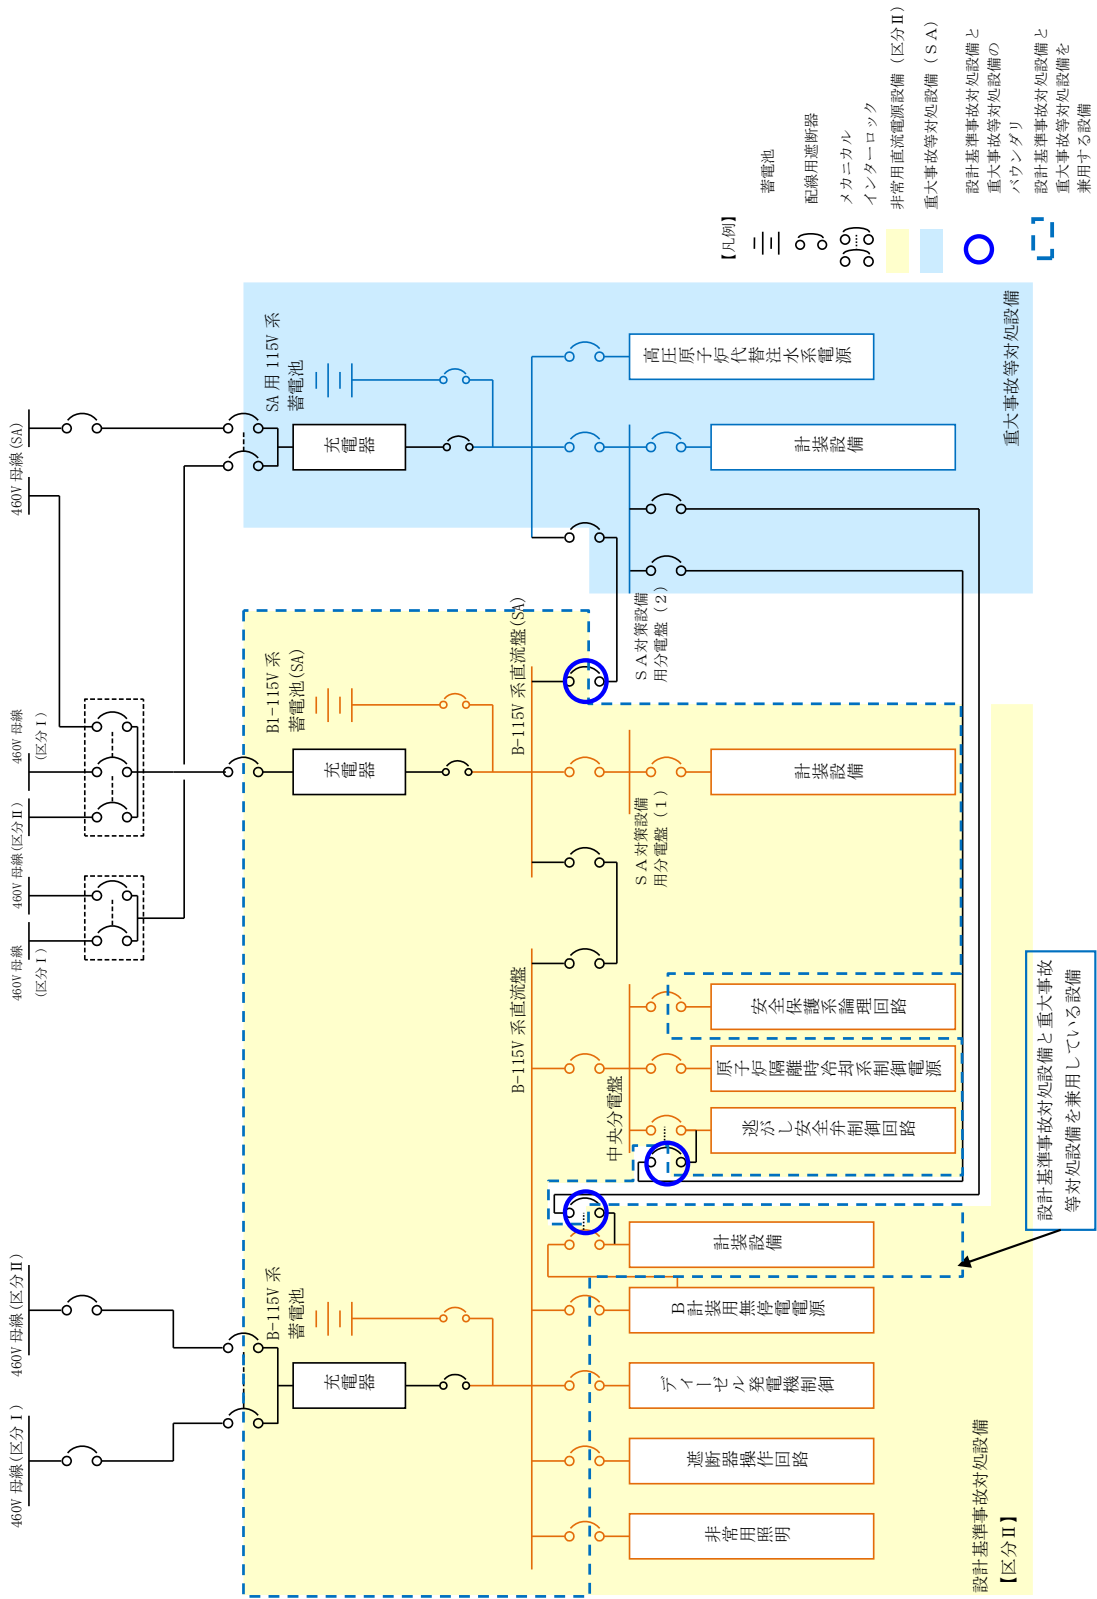 460V 母線(区分Ⅰ)
460V 母線(区分Ⅱ)
460V 母線
(区分Ⅰ)
460V 母線(区分Ⅱ)
460V 母線
(区分Ⅰ)
460V 母線(SA)
B-115V 系
蓄電池
充電器
B1-115V 系
蓄電池(SA)
充電器
SA 用 115V 系
蓄電池
充電器
B-115V 系直流盤
B-115V 系直流盤(SA)
中央分電盤
SA対策設備
用分電盤(1)
SA対策設備
用分電盤(2)
非常用照明
遮断器操作回路
ディーゼル発電機制御
B計装用無停電電源
計装設備
逃がし安全弁制御回路
原子炉隔離時冷却系制御電源
安全保護系論理回路
計装設備
計装設備
高圧原子炉代替注水系電源
設計基準事故対処設備
【区分Ⅱ】
重大事故等対処設備
設計基準事故対処設備と重大事故
等対処設備を兼用している設備
【凡例】
蓄電池
配線用遮断器
メカニカル
インターロック
非常用直流電源設備(区分Ⅱ)
重大事故等対処設備(SA)
設計基準事故対処設備と
重大事故等対処設備の
バウンダリ
設計基準事故対処設備と
重大事故等対処設備を
兼用する設備